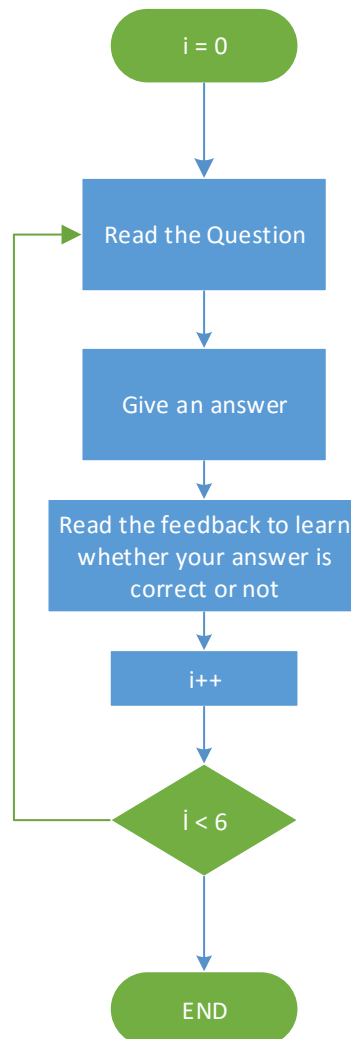 i = 0
Read the Question
Give an answer
Read the feedback to learn
whether your answer is
correct or not
i++
İ < 6
END